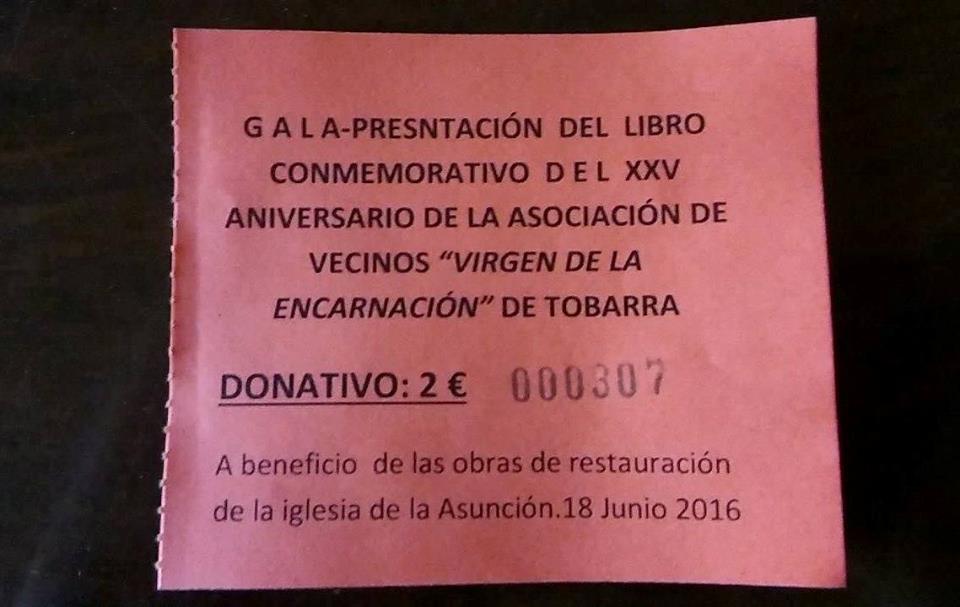 G A L A-PRESNTACIÓN DEL LIBRO
CONMEMORATIVO D E L XXV
ANIVERSARIO DE LA ASOCIACIÓN DE
VECINOS “VIRGEN DE LA
ENCARNACIÓN” DE TOBARRA
DONATIVO: 2 € 000307
A beneficio de las obras de restauración
de la iglesia de la Asunción.18 Junio 2016